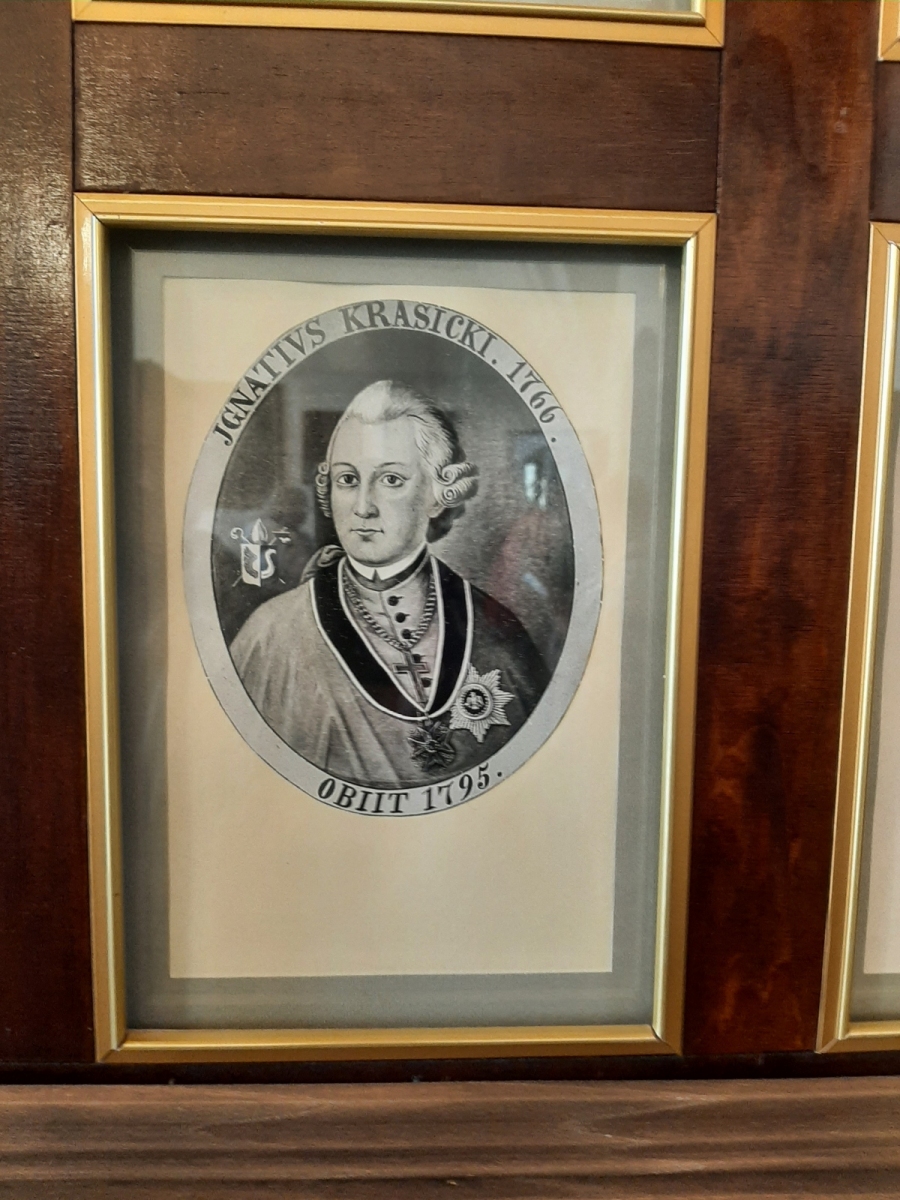 JGNATIVS KRASICKI. 1766.
OBIIT 1795.